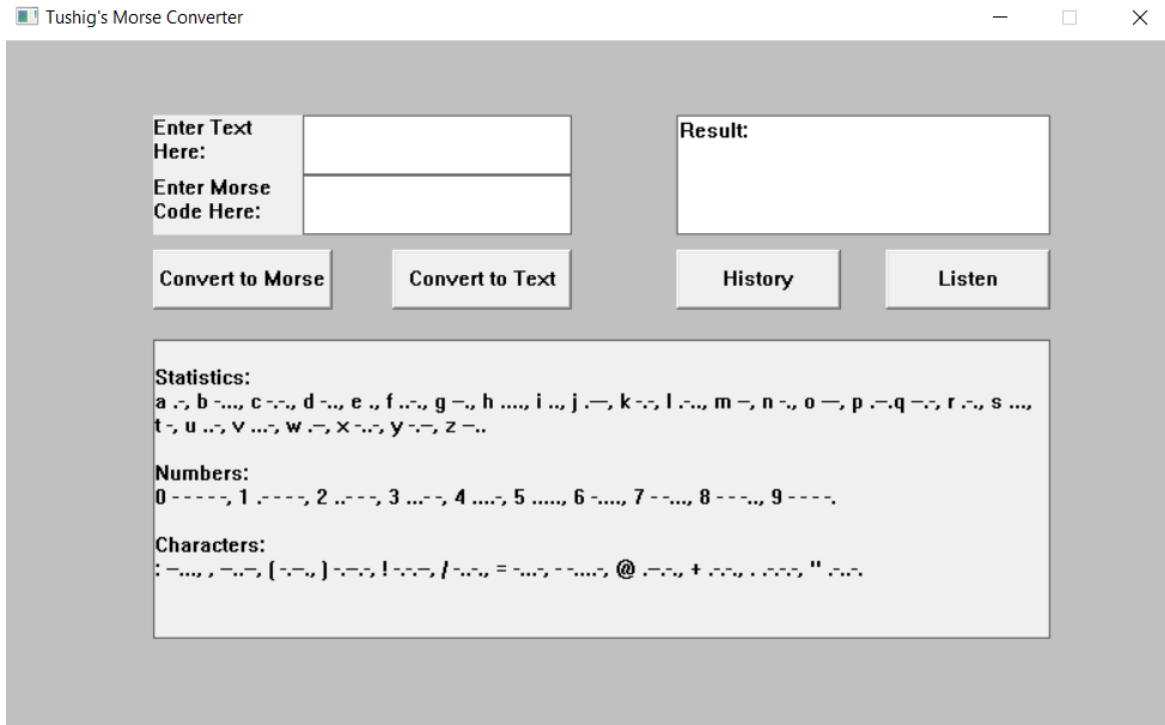 Tushig's Morse Converter
Enter Text
Here:
Result:
Enter Morse
Code Here:
Convert to Morse
Convert to Text
History
Listen
Statistics:
a .-, b -..., c -.-., d -.., e ., f ..-., g –., h ...., i .., j .—, k -.-, l .-.., m –, n -., o —, p .–.q –.-, r .-., s ...,
t -, u ..-, v ...-, w .–, x -..-, y -.–, z –..
Numbers:
0 - - - - -, 1 .- - - -, 2 ..- - -, 3 ...- -, 4 ....-, 5 ....., 6 -...., 7 - -..., 8 - - -.., 9 - - - -.
Characters:
: —..., , –..–, ( -.–., ) -.–.-, ! -.-.–, / -..-., = -...-, - -....-, @ .–.-., + .-.-., . .-.-.-, " .-..-.